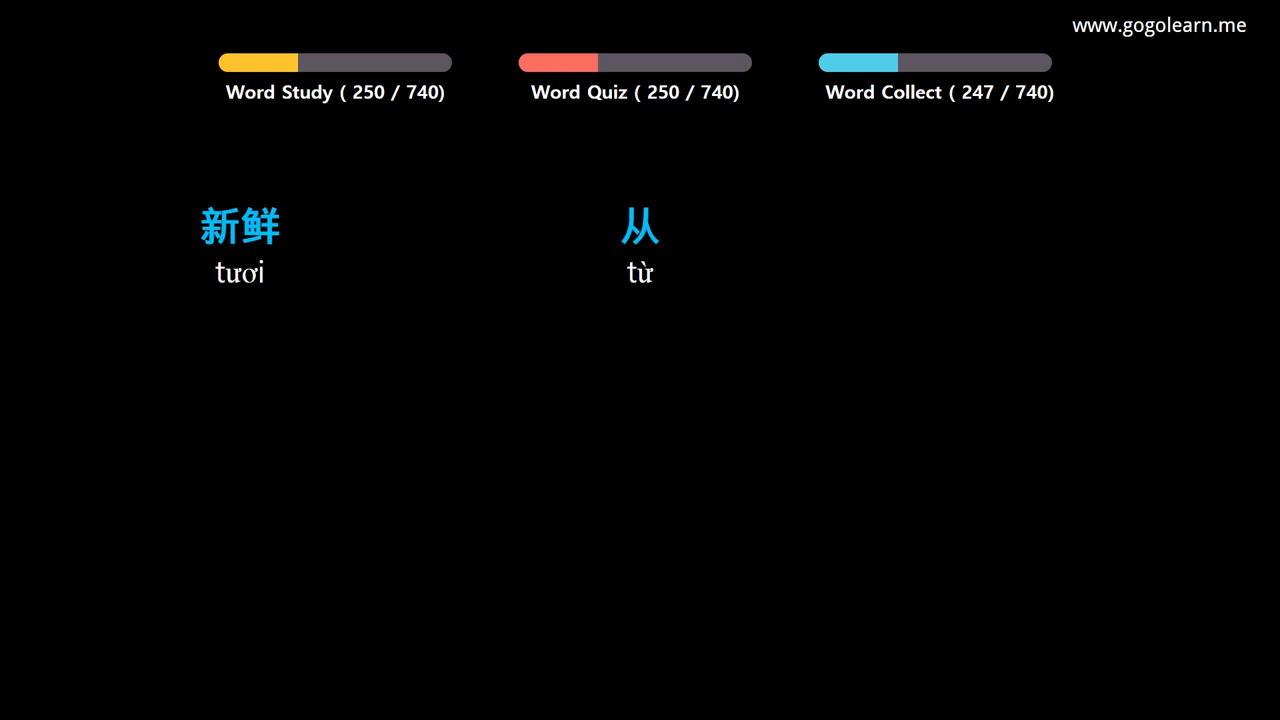 www.gogolearn.me
Word Study ( 250 / 740)
Word Quiz ( 250 / 740)
Word Collect ( 247 / 740)
新鲜
tươi
从
từ